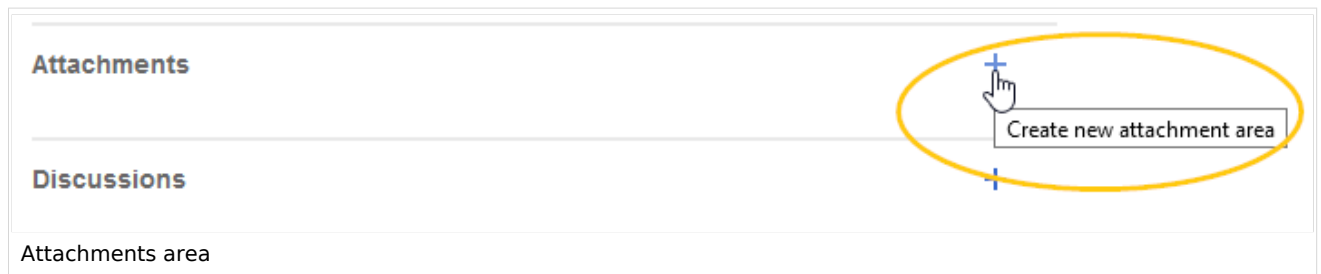 Attachments
Create new attachment area
Discussions
Attachments area